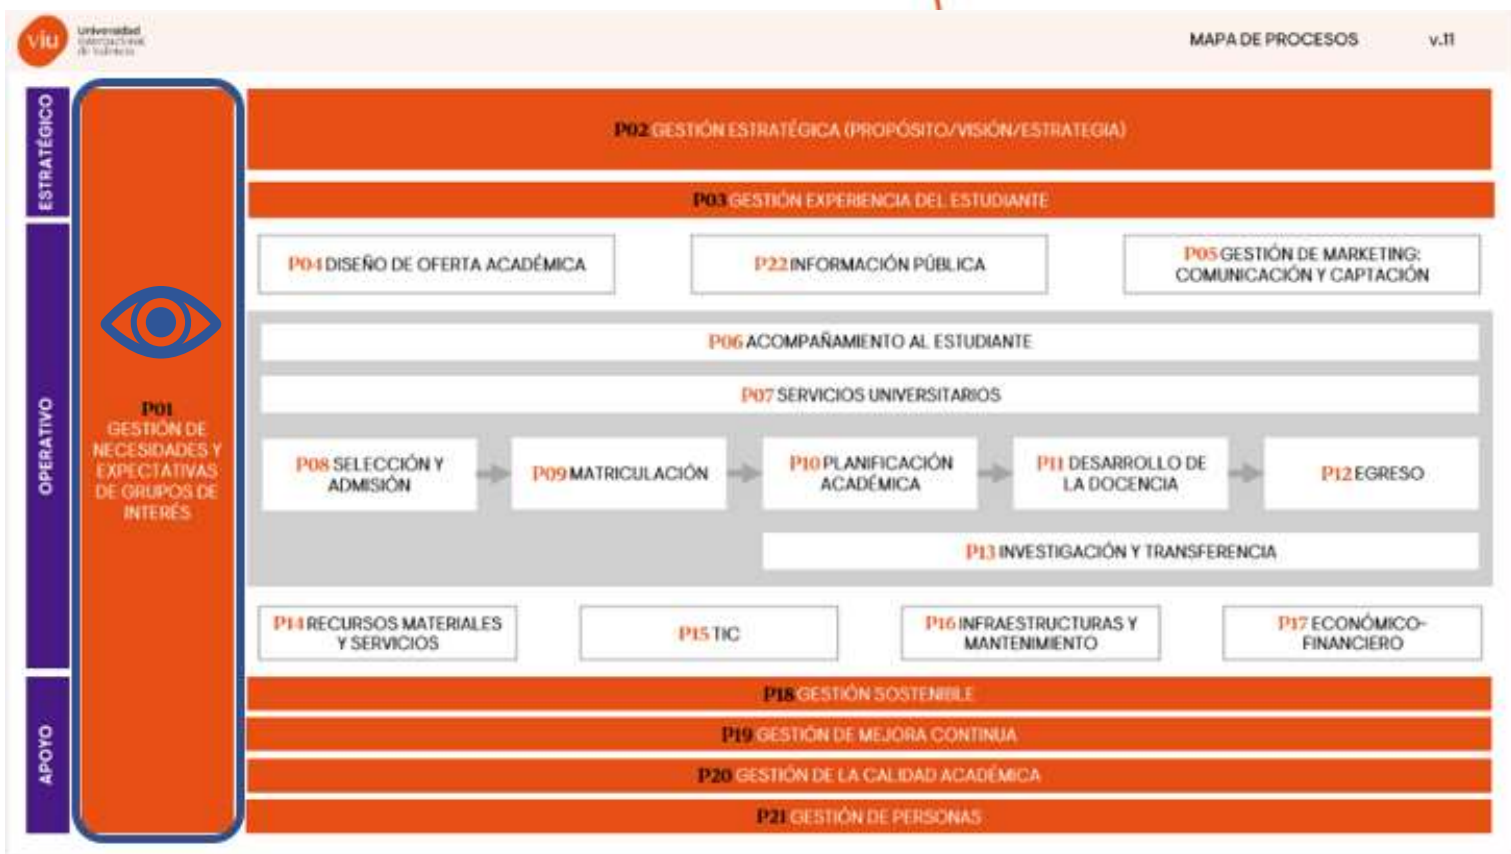 viu
Universidad
Internacional
de Valencia
MAPA DE PROCESOS v.11
ESTRATÉGICO
P02 GESTIÓN ESTRATÉGICA (PROPÓSITO/VISIÓN/ESTRATEGIA)
P03 GESTIÓN EXPERIENCIA DEL ESTUDIANTE
OPERATIVO
P01
GESTIÓN DE
NECESIDADES Y
EXPECTATIVAS
DE GRUPOS DE
INTERÉS
P04 DISEÑO DE OFERTA ACADÉMICA
P22 INFORMACIÓN PÚBLICA
P05 GESTIÓN DE MARKETING:
COMUNICACIÓN Y CAPTACIÓN
P06 ACOMPAÑAMIENTO AL ESTUDIANTE
P07 SERVICIOS UNIVERSITARIOS
P08 SELECCIÓN Y
ADMISIÓN
P09 MATRICULACIÓN
P10 PLANIFICACIÓN
ACADÉMICA
P11 DESARROLLO DE
LA DOCENCIA
P12 EGRESO
P13 INVESTIGACIÓN Y TRANSFERENCIA
P14 RECURSOS MATERIALES
Y SERVICIOS
P15 TIC
P16 INFRAESTRUCTURAS Y
MANTENIMIENTO
P17 ECONÓMICO-
FINANCIERO
APOYO
P18 GESTIÓN SOSTENIBLE
P19 GESTIÓN DE MEJORA CONTINUA
P20 GESTIÓN DE LA CALIDAD ACADÉMICA
P21 GESTIÓN DE PERSONAS